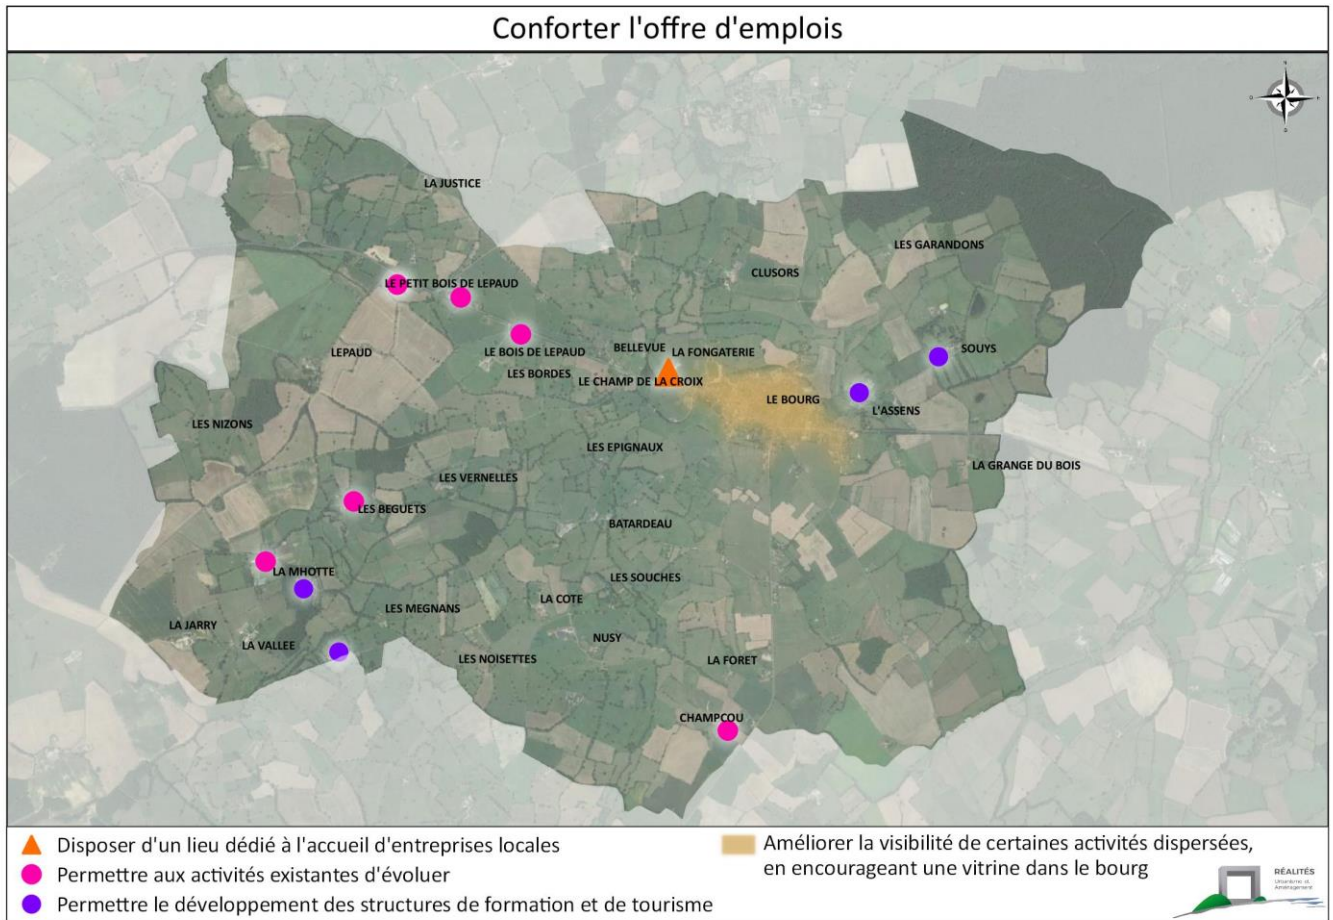 Conforter l'offre d'emplois
LA JUSTICE
LES GARANDONS
CLUSORS
LE PETIT BOIS DE LEPAUD
LEPAUD
LE BOIS DE LEPAUD
BELLEVUE
LA FONGATERIE
SOUYS
LES BORDES
LE CHAMP DE LA CROIX
LE BOURG
L'ASSENS
LES NIZONS
LES EPIGNAUX
LA GRANGE DU BOIS
LES VERNELLES
LES BEGUETS
BATARDEAU
LA MHOTTE
LES SOUCHES
LA COTE
LES MEGNANS
LA JARRY
LA VALLEE
NUSY
LES NOISETTES
LA FORET
CHAMPCOU
Disposer d'un lieu dédié à l'accueil d'entreprises locales
Permettre aux activités existantes d'évoluer
Permettre le développement des structures de formation et de tourisme
Améliorer la visibilité de certaines activités dispersées,
en encourageant une vitrine dans le bourg
RÉALITÉS
Urbanisme et
Aménagement